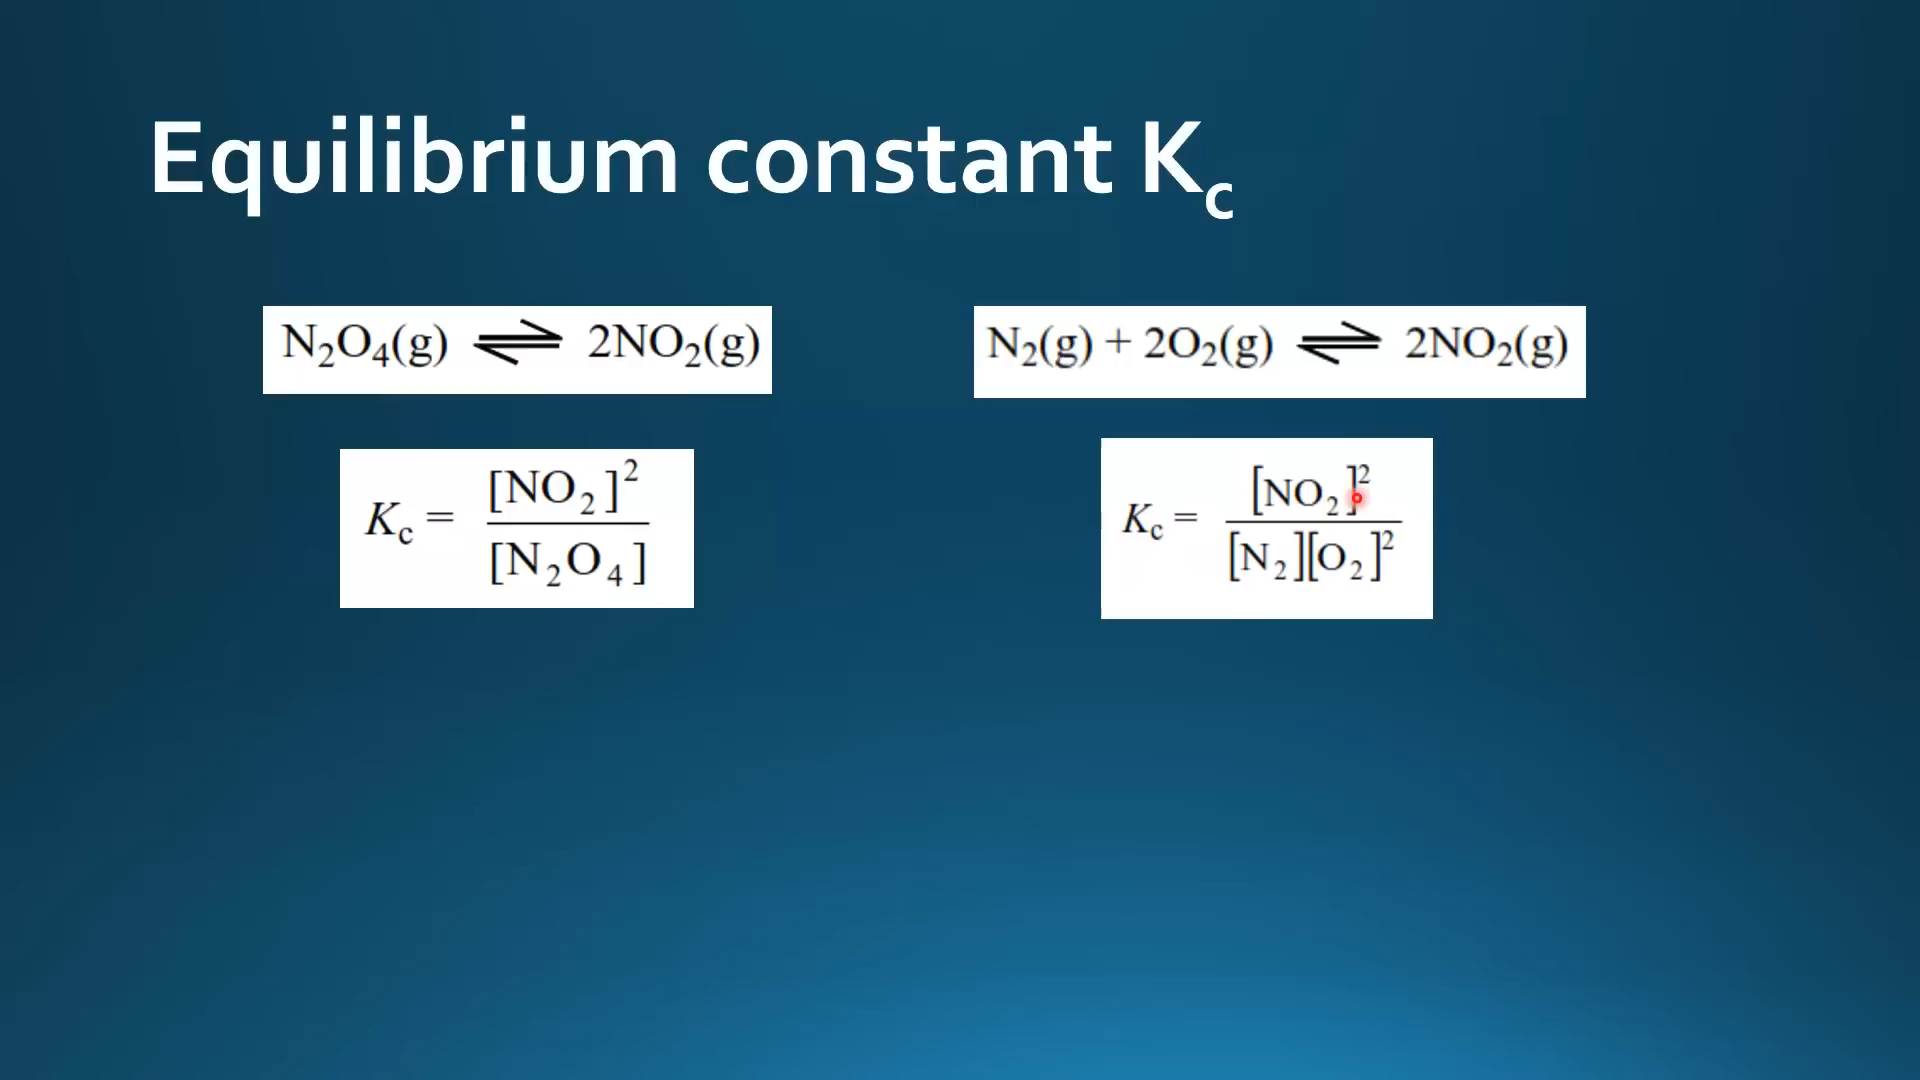 Equilibrium constant Kc
N₂O₄(g) ⇌ 2NO₂(g)
Kc = [NO₂]² / [N₂O₄]
N₂(g) + 2O₂(g) ⇌ 2NO₂(g)
Kc = [NO₂]² / [N₂][O₂]²